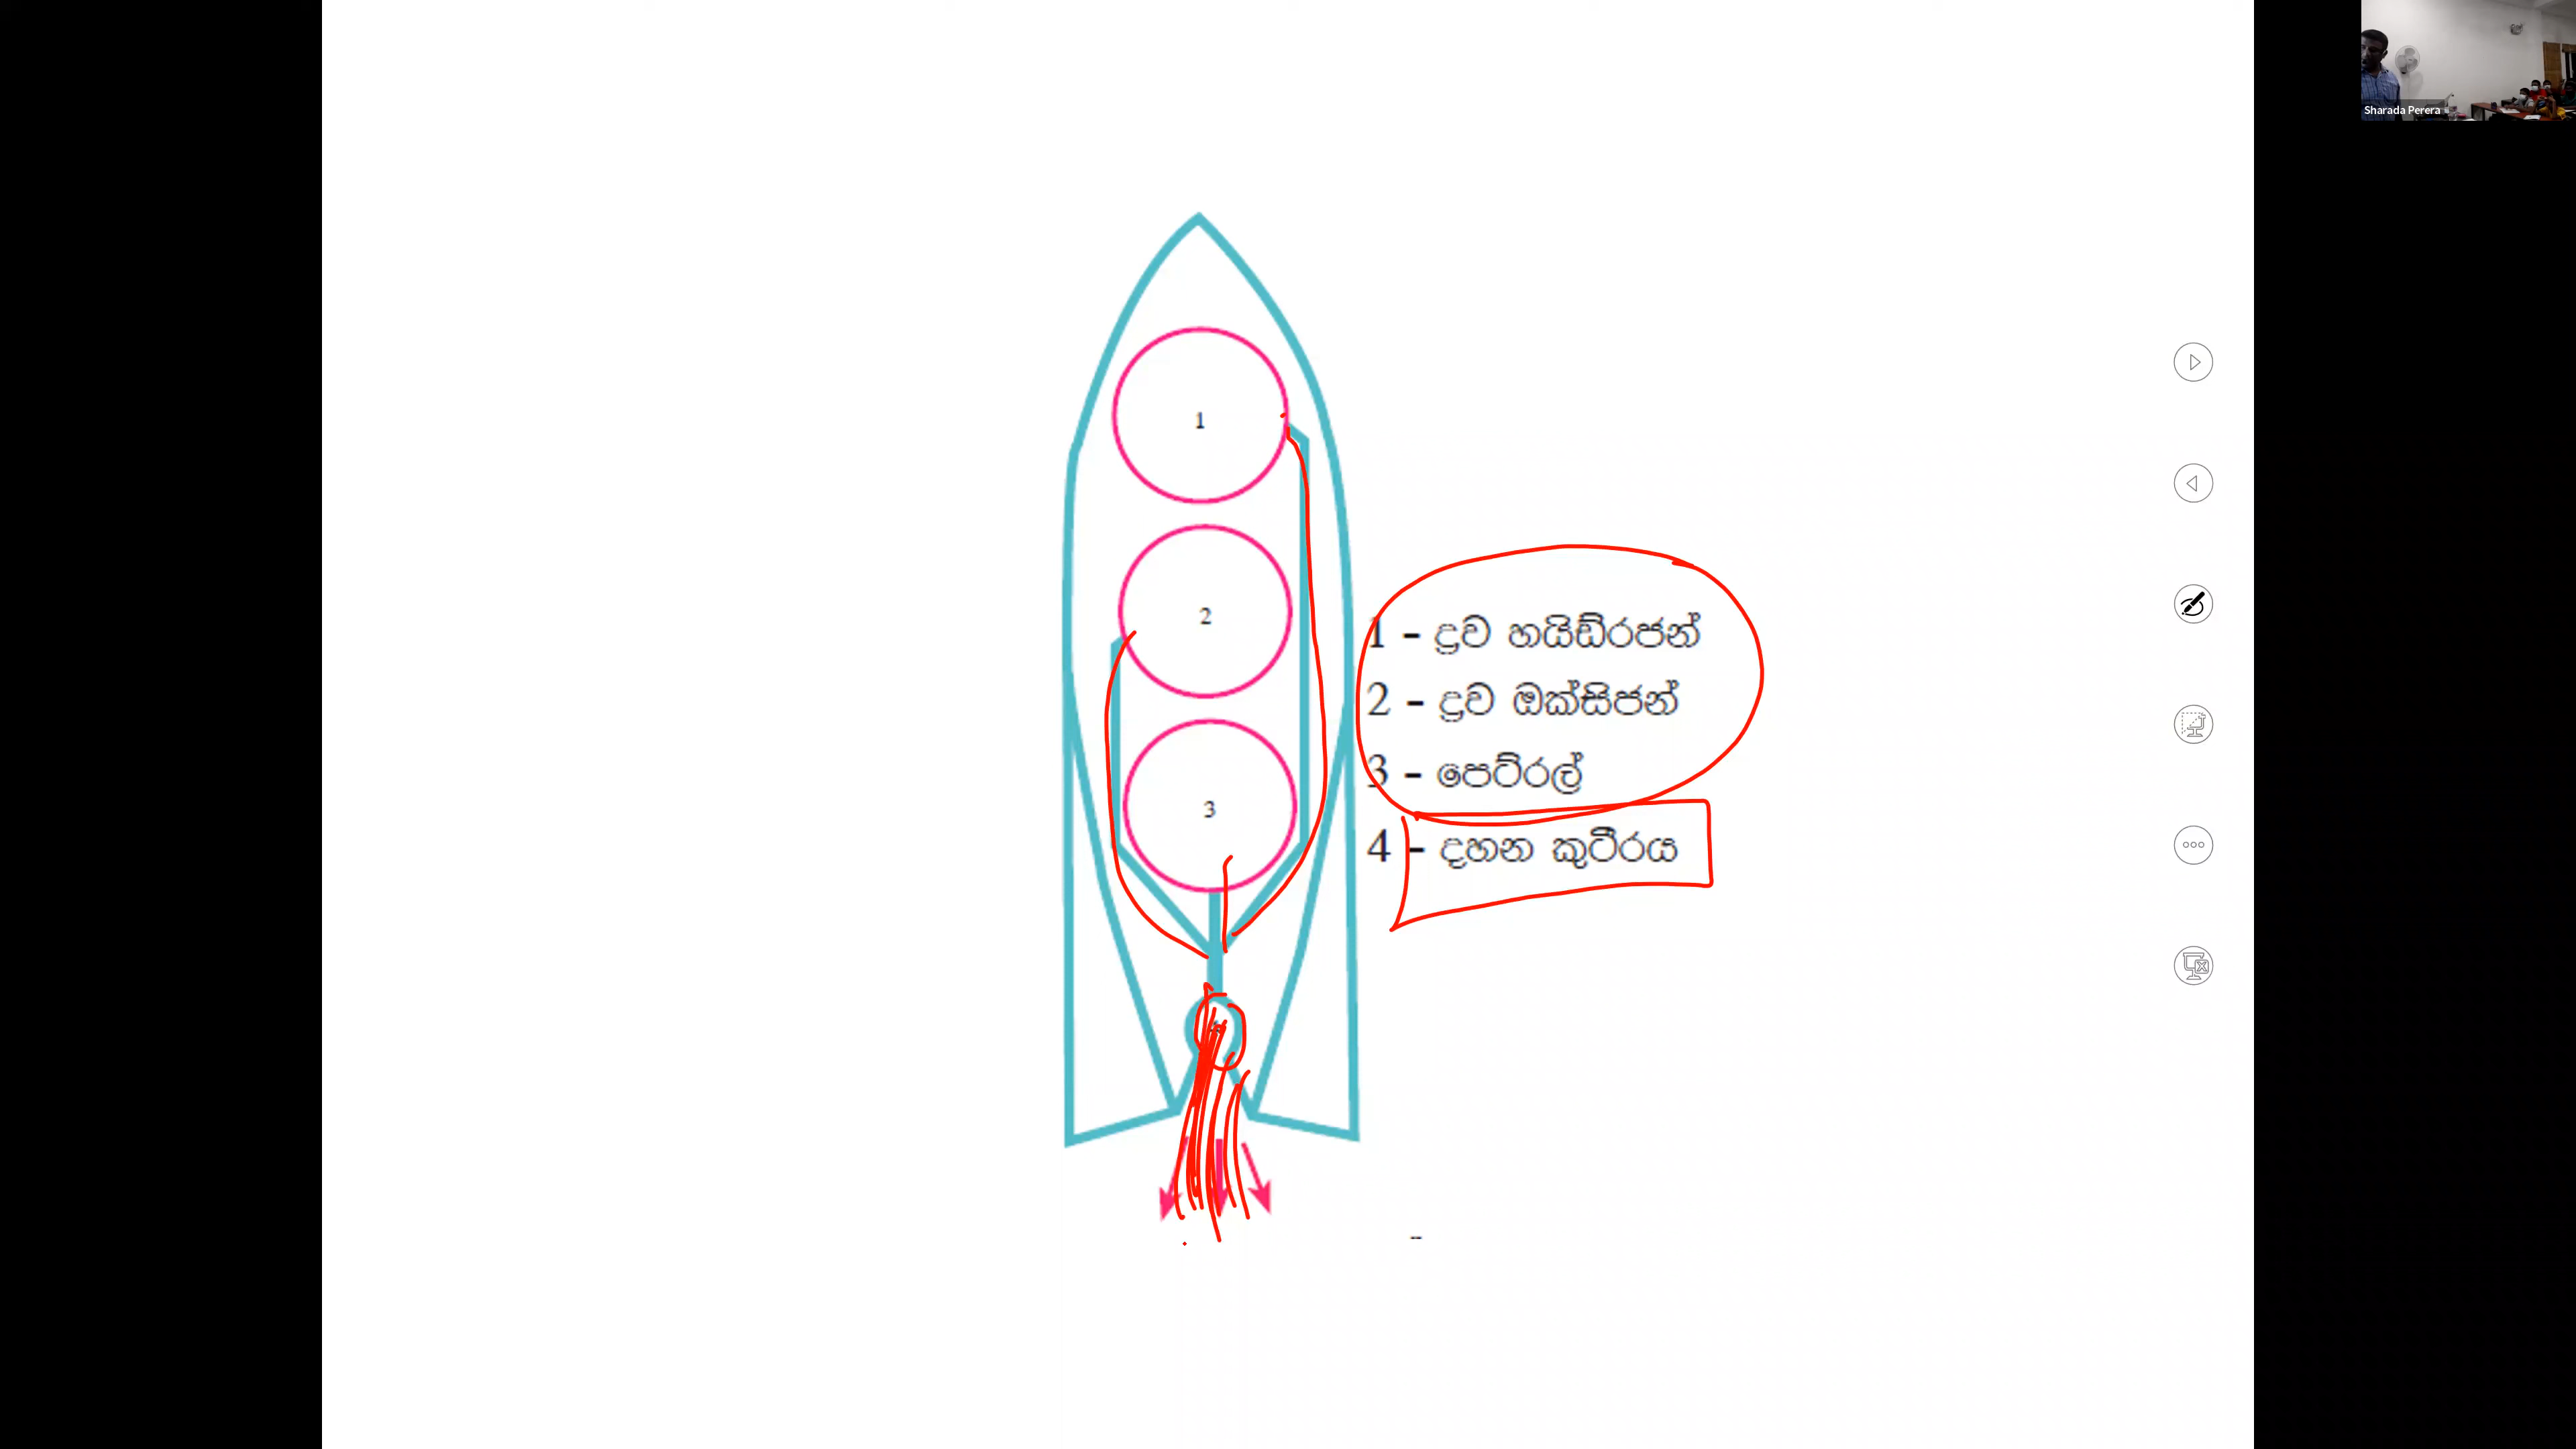 Sharada Perera
1
2
3
1 - ද්‍රව හයිඩ්රජන්
2 - ද්‍රව ඔක්සිජන්
3 - පෙට්රල්
4 - දහන කුටීරය